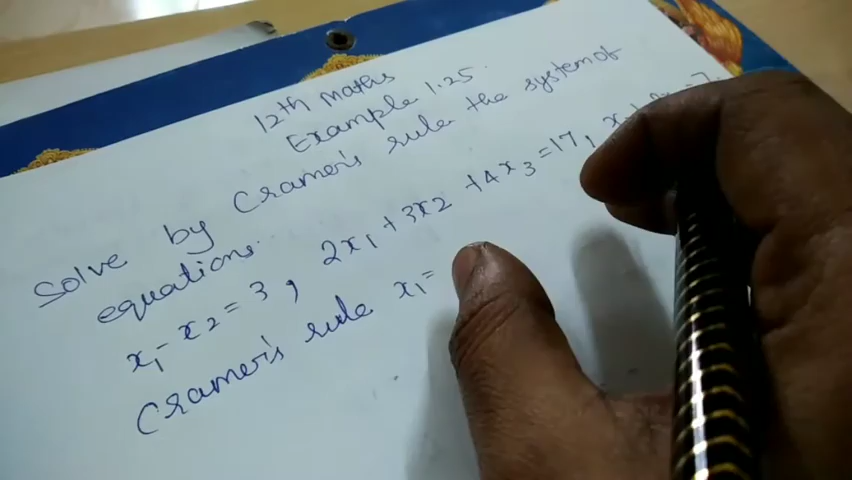 12th Maths
Example 1.25.
Solve by Cramer's rule the system of
equations.
x₁ - x₂ = 3, 2x₁ + 3x₂ + 4x₃ = 17,
Cramer's rule x₁ =